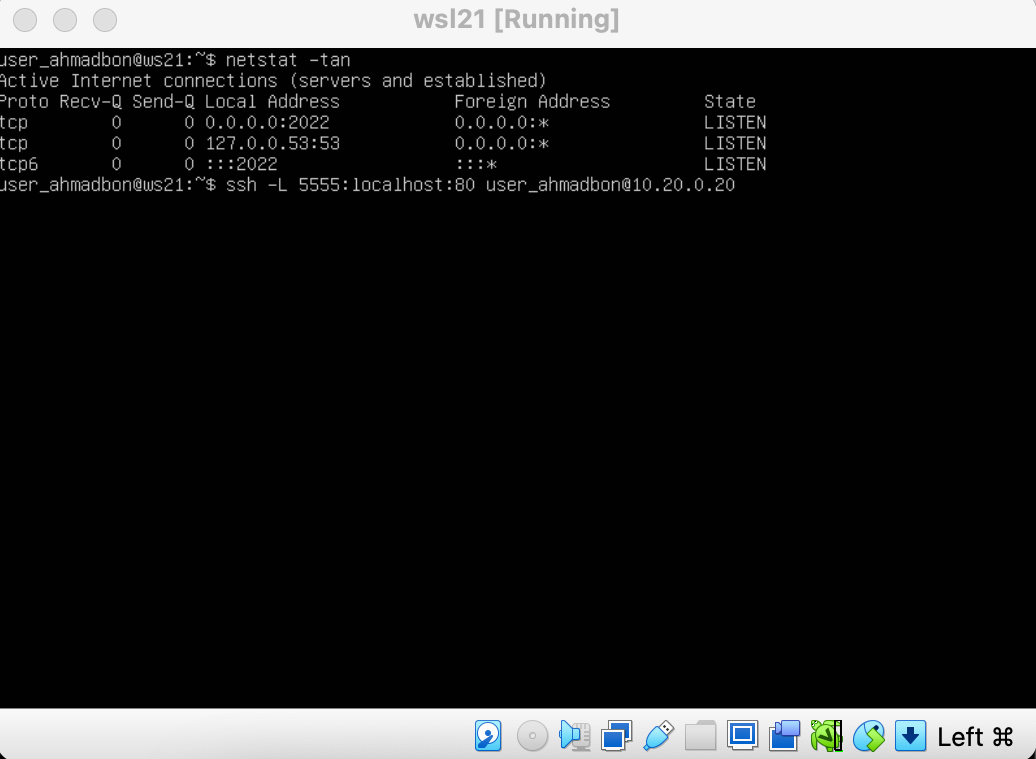 wsl21 [Running]
user_ahmadbon@ws21:~$ netstat -tan
Active Internet connections (servers and established)
Proto Recv-Q Send-Q Local Address           Foreign Address         State
tcp        0      0 0.0.0.0:2022            0.0.0.0:*               LISTEN
tcp        0      0 127.0.0.53:53           0.0.0.0:*               LISTEN
tcp6       0      0 :::2022                 :::*                    LISTEN
user_ahmadbon@ws21:~$ ssh -L 5555:localhost:80 user_ahmadbon@10.20.0.20
Left ⌘